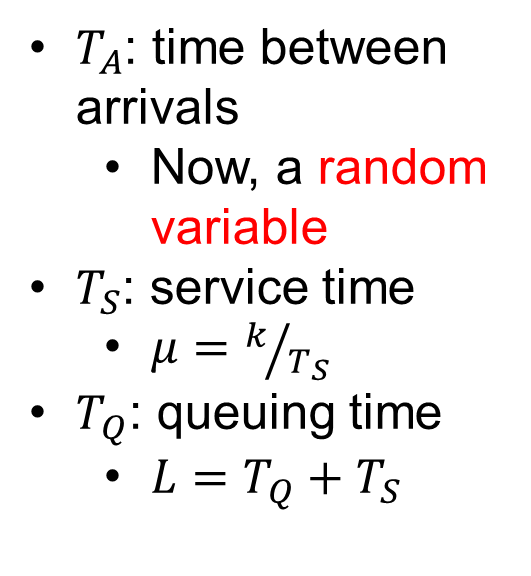 • T_A: time between
arrivals
• Now, a random
variable
• T_S: service time
• μ = k/T_S
• T_Q: queuing time
• L = T_Q + T_S